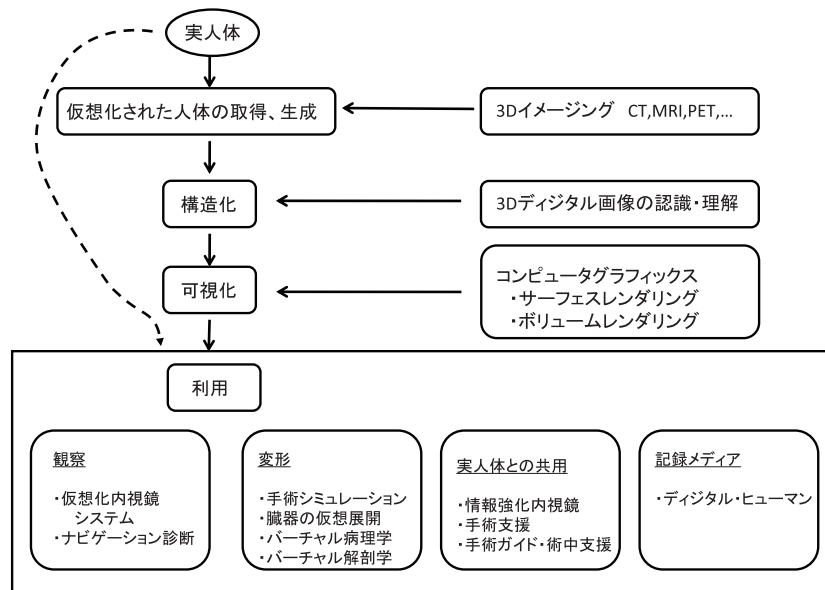 実人体
仮想化された人体の取得、生成
3Dイメージング CT,MRI,PET,...
構造化
3Dディジタル画像の認識・理解
可視化
コンピュータグラフィックス
・サーフェスレンダリング
・ボリュームレンダリング
利用
観察
・仮想化内視鏡
システム
・ナビゲーション診断
変形
・手術シミュレーション
・臓器の仮想展開
・バーチャル病理学
・バーチャル解剖学
実人体との共用
・情報強化内視鏡
・手術支援
・手術ガイド・術中支援
記録メディア
・ディジタル・ヒューマン